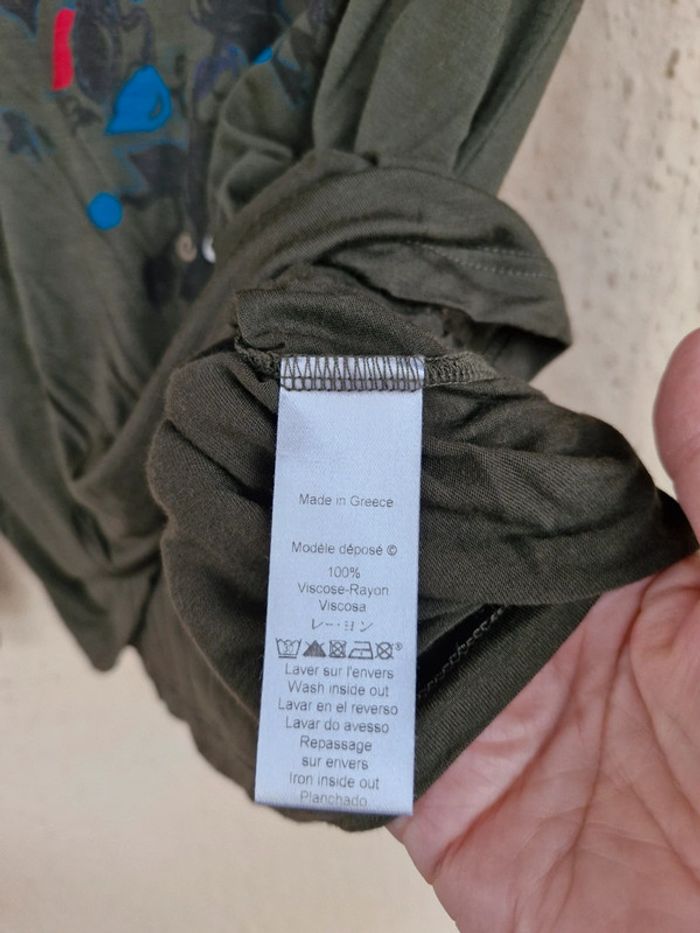 Made in Greece
Modèle déposé ©
100%
Viscose-Rayon
Viscosa
レーヨン
Laver sur l'envers
Wash inside out
Lavar en el reverso
Lavar do avesso
Repassage
sur envers
Iron inside out
Planchado